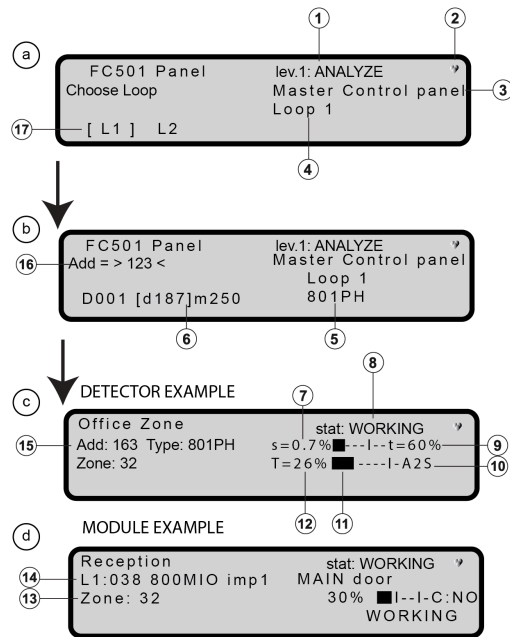 1 2
a
FC501 Panel lev.1: ANALYZE
Choose Loop Master Control panel 3
Loop 1
17 [ L1 ] L2
4
b
FC501 Panel lev.1: ANALYZE
16 Add = > 123 < Master Control panel
Loop 1
D001 [d187]m250 801PH
6 5
7 8
c DETECTOR EXAMPLE
Office Zone stat: WORKING
15 Add: 163 Type: 801PH s=0.7% ---I--t=60% 9
Zone: 32 T=26% ----I-A2S 10
12 11
d MODULE EXAMPLE
Reception stat: WORKING
14 L1:038 800MIO imp1 MAIN door
13 Zone: 32 30% I--I-C:NO
WORKING